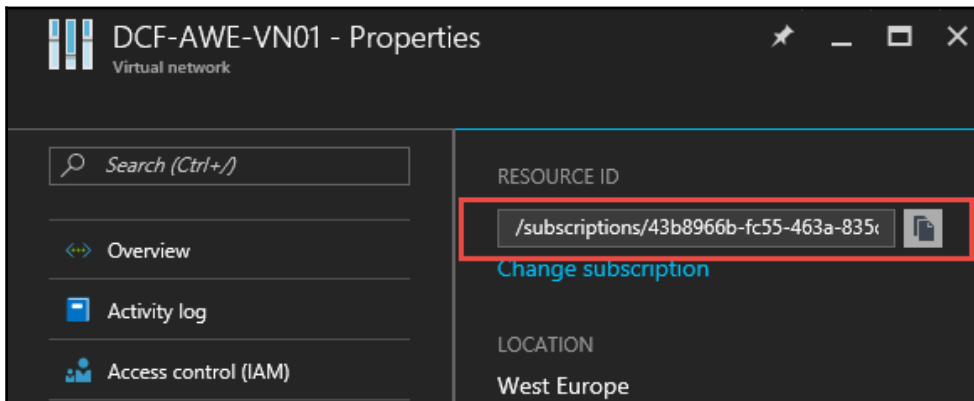 DCF-AWE-VN01 - Properties
Virtual network
Search (Ctrl+/)
Overview
Activity log
Access control (IAM)
RESOURCE ID
/subscriptions/43b8966b-fc55-463a-835c
Change subscription
LOCATION
West Europe